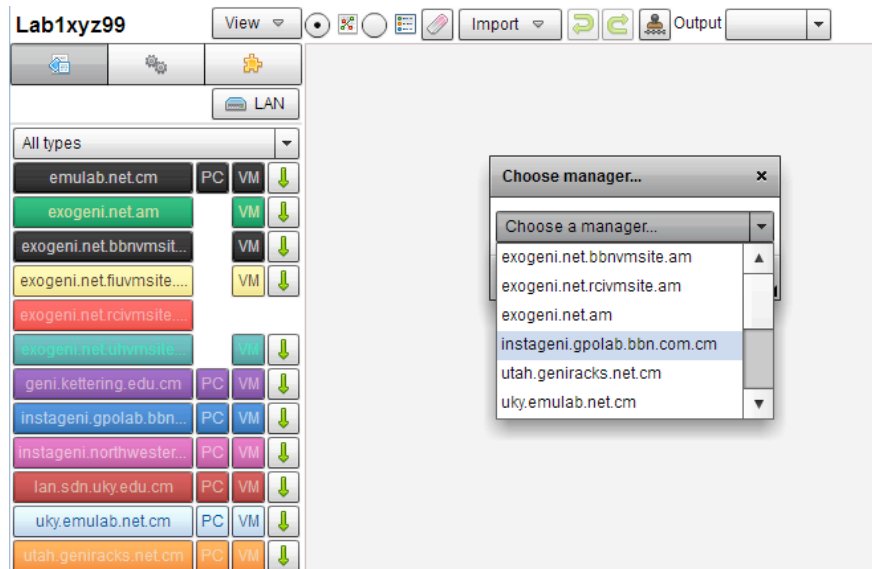 Lab1xyz99 View Import Output
LAN
All types
emulab.net.cm PC VM
exogeni.net.am VM
exogeni.net.bbnvmsit... VM
exogeni.net.fiuvmsite.... VM
exogeni.net.rcivmsite....
exogeni.net.uhvmsite... VM
geni.kettering.edu.cm PC VM
instageni.gpolab.bbn... PC VM
instageni.northwester... PC VM
lan.sdn.uky.edu.cm PC VM
uky.emulab.net.cm PC VM
utah.geniracks.net.cm PC VM
Choose manager... ×
Choose a manager...
exogeni.net.bbnvmsite.am
exogeni.net.rcivmsite.am
exogeni.net.am
instageni.gpolab.bbn.com.cm
utah.geniracks.net.cm
uky.emulab.net.cm